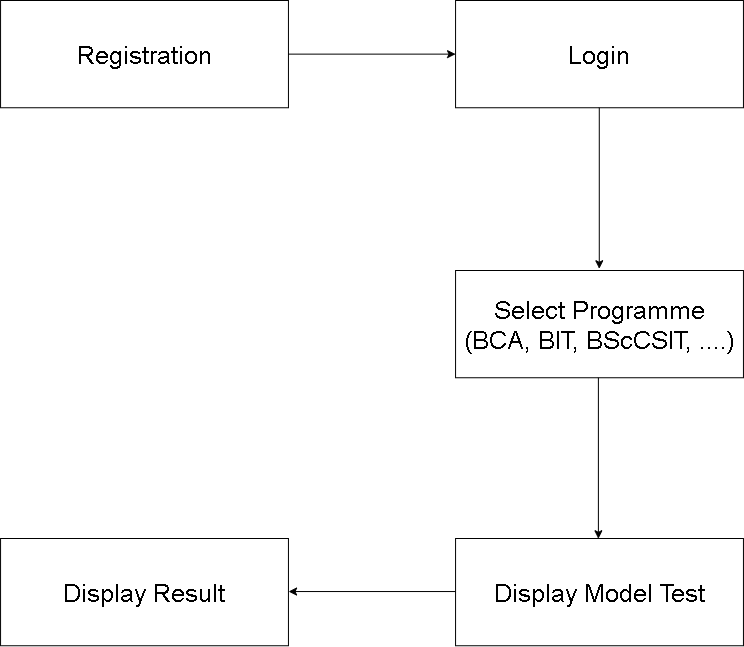 Registration
Login
Select Programme
(BCA, BIT, BScCSIT, ....)
Display Model Test
Display Result